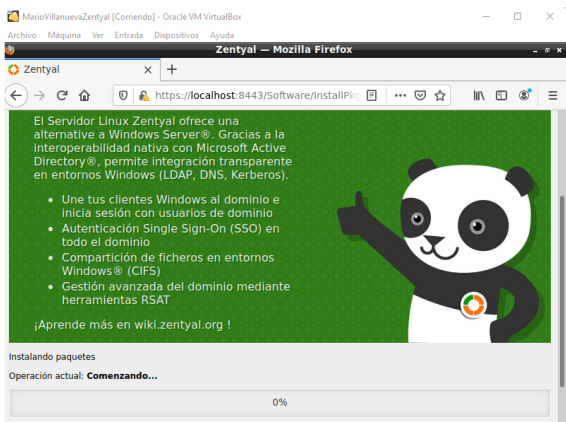 MarioVillanuevaZentyal [Corriendo] - Oracle VM VirtualBox
Archivo Máquina Ver Entrada Dispositivos Ayuda
Zentyal — Mozilla Firefox
Zentyal
https://localhost:8443/Software/InstallPkg
El Servidor Linux Zentyal ofrece una
alternative a Windows Server®. Gracias a la
interoperabilidad nativa con Microsoft Active
Directory®, permite integración transparente
en entornos Windows (LDAP, DNS, Kerberos).
• Une tus clientes Windows al dominio e
inicia sesión con usuarios de dominio
• Autenticación Single Sign-On (SSO) en
todo el dominio
• Compartición de ficheros en entornos
Windows® (CIFS)
• Gestión avanzada del dominio mediante
herramientas RSAT
¡Aprende más en wiki.zentyal.org !
Instalando paquetes
Operación actual: Comenzando...
0%